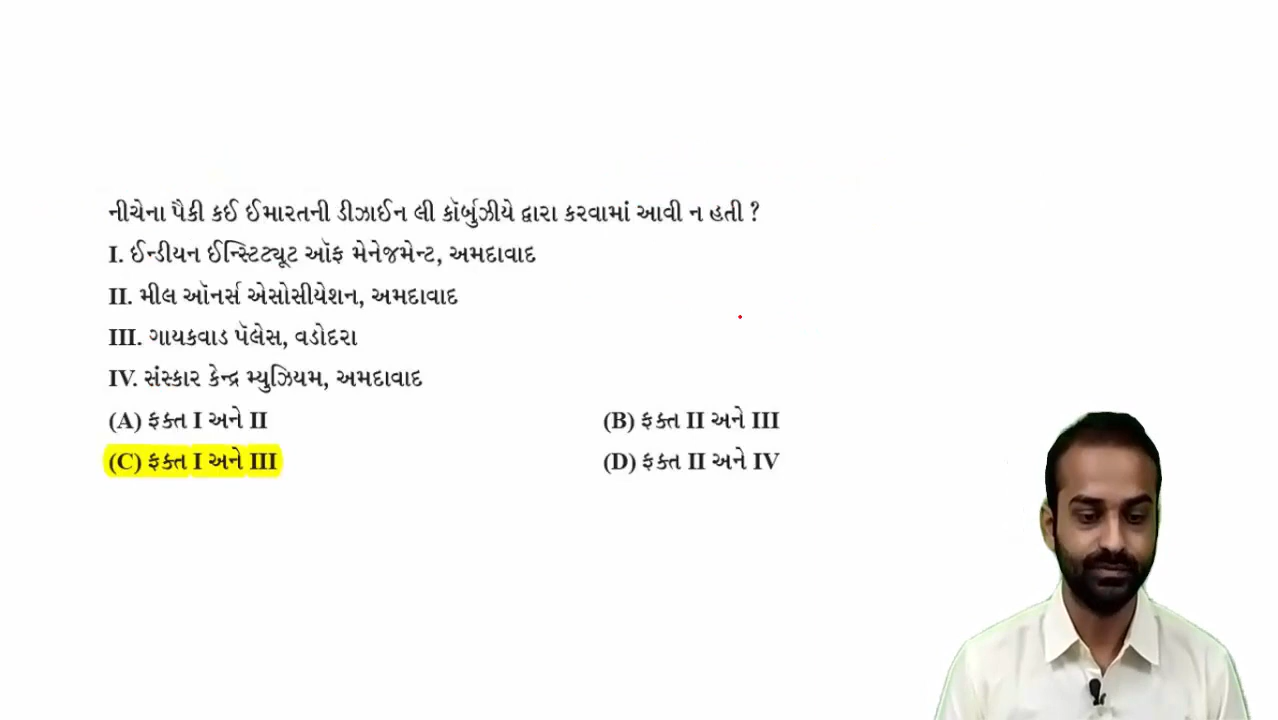 નીચેના પૈકી કઈ ઈમારતની ડીઝાઈન લી કૉર્બુઝીયે દ્વારા કરવામાં આવી ન હતી ?
I. ઈન્ડીયન ઈન્સ્ટિટ્યૂટ ઑફ મેનેજમેન્ટ, અમદાવાદ
II. મીલ ઑનર્સ એસોસીયેશન, અમદાવાદ
III. ગાયકવાડ પૅલેસ, વડોદરા
IV. સંસ્કાર કેન્દ્ર મ્યુઝિયમ, અમદાવાદ
(A) ફક્ત I અને II (B) ફક્ત II અને III
(C) ફક્ત I અને III (D) ફક્ત II અને IV